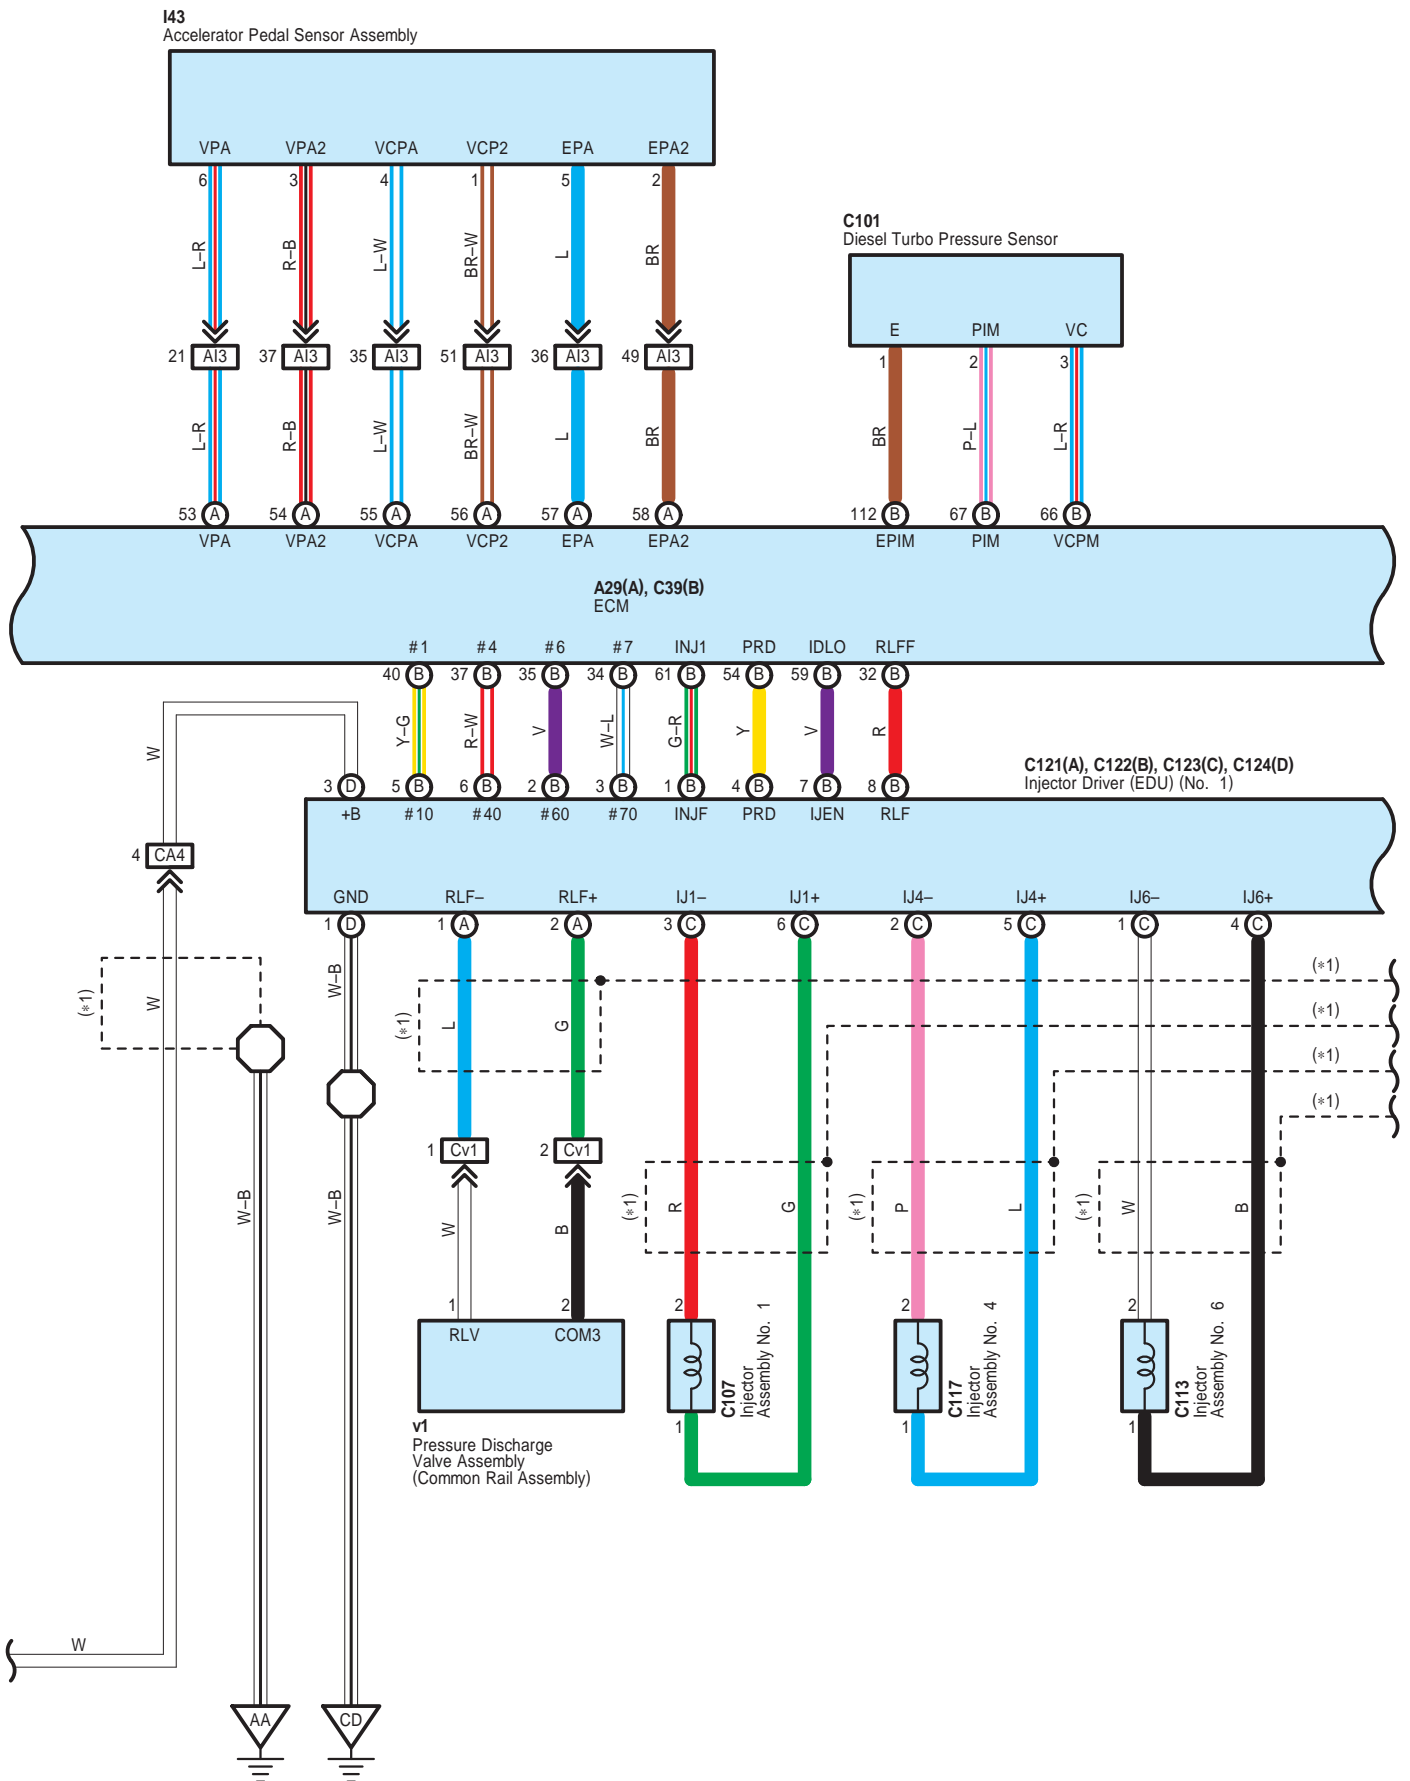 I43
Accelerator Pedal Sensor Assembly
VPA VPA2 VCPA VCP2 EPA EPA2
6 3 4 1 5 2
L–R R–B L–W BR–W L BR
21 AI3 37 AI3 35 AI3 51 AI3 36 AI3 49 AI3
L–R R–B L–W BR–W L BR
53 A 54 A 55 A 56 A 57 A 58 A
VPA VPA2 VCPA VCP2 EPA EPA2
C101
Diesel Turbo Pressure Sensor
E PIM VC
1 2 3
BR P–L L–R
112 B 67 B 66 B
EPIM PIM VCPM
A29(A), C39(B)
ECM
#1 #4 #6 #7 INJ1 PRD IDLO RLFF
40 B 37 B 35 B 34 B 61 B 54 B 59 B 32 B
W Y–G R–W V W–L G–R Y V R
C121(A), C122(B), C123(C), C124(D)
Injector Driver (EDU) (No. 1)
3 D 5 B 6 B 2 B 3 B 1 B 4 B 7 B 8 B
+B #10 #40 #60 #70 INJF PRD IJEN RLF
4 CA4
GND RLF– RLF+ IJ1– IJ1+ IJ4– IJ4+ IJ6– IJ6+
1 D 1 A 2 A 3 C 6 C 2 C 5 C 1 C 4 C
(*1)
(*1)
(*1)
(*1)
(*1) W W–B (*1) L G
1 Cv1 2 Cv1
W–B W–B W B (*1) R G (*1) P L (*1) W B
1 2 2 2 2
RLV COM3
C107
Injector
Assembly No. 1
C117
Injector
Assembly No. 4
C113
Injector
Assembly No. 6
1 1 1
v1
Pressure Discharge
Valve Assembly
(Common Rail Assembly)
W
AA CD